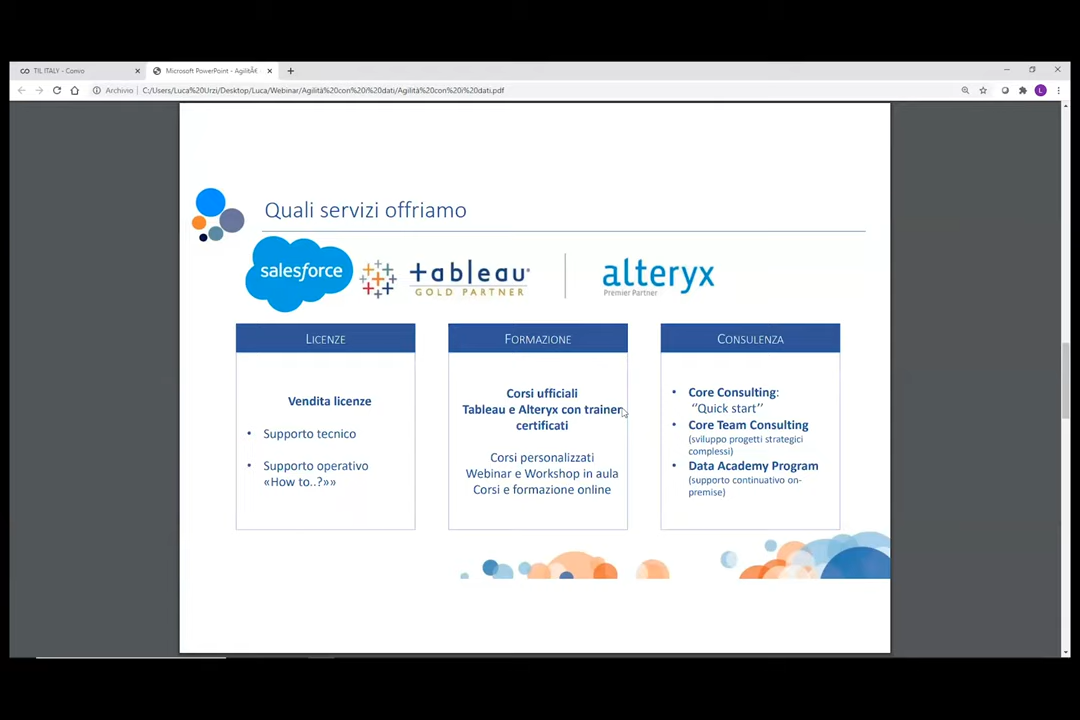 TIL ITALY - Convo
Microsoft PowerPoint - AgilitÃ€
Archivio
C:/Users/Luca%20Urzi/Desktop/Luca/Webinar/Agilità%20con%20i%20dati/Agilità%20con%20i%20dati.pdf
L
Quali servizi offriamo
salesforce
+ableau
GOLD PARTNER
alteryx
Premier Partner
LICENZE
Vendita licenze
• Supporto tecnico
• Supporto operativo
«How to..?»»
FORMAZIONE
Corsi ufficiali
Tableau e Alteryx con trainer
certificati
Corsi personalizzati
Webinar e Workshop in aula
Corsi e formazione online
CONSULENZA
• Core Consulting:
‘‘Quick start’’
• Core Team Consulting
(sviluppo progetti strategici
complessi)
• Data Academy Program
(supporto continuativo on-
premise)